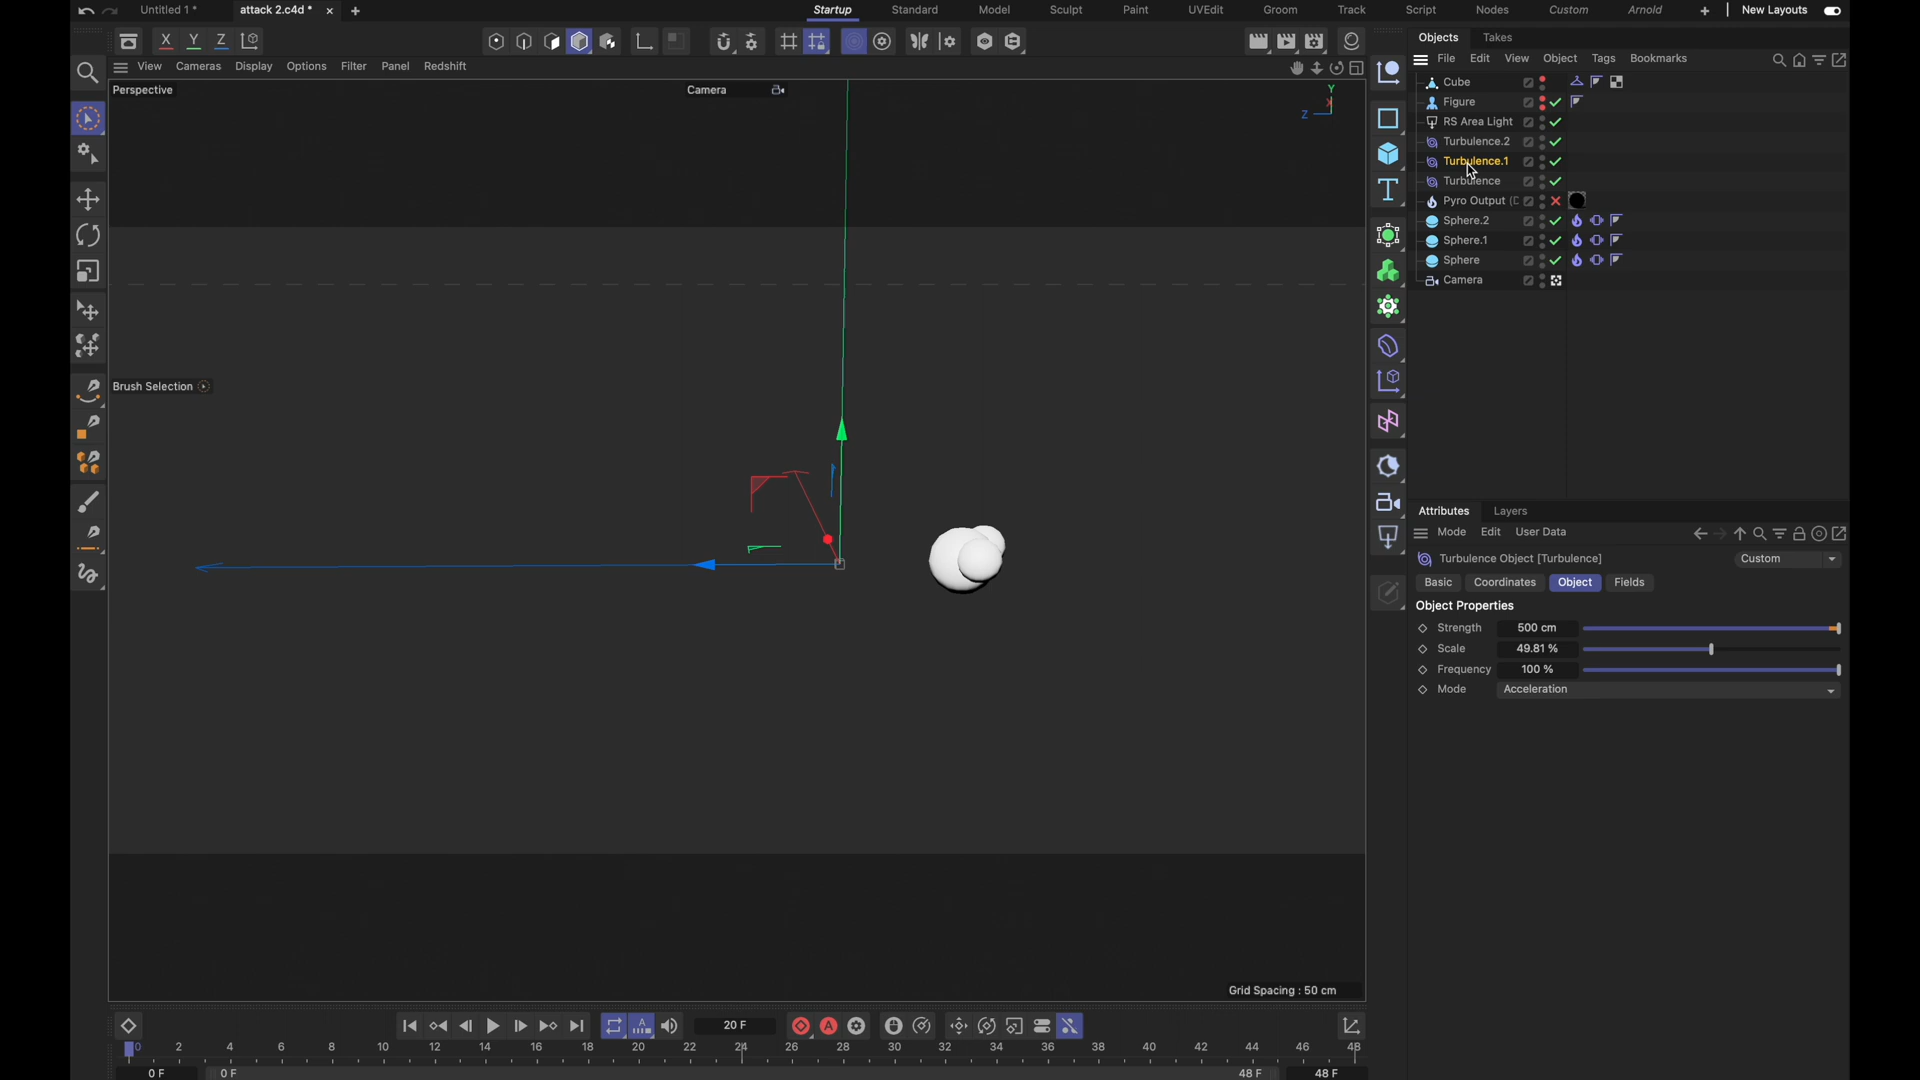 Untitled 1 *
attack 2.c4d *
Startup
Standard
Model
Sculpt
Paint
UVEdit
Groom
Track
Script
Nodes
Custom
Arnold
New Layouts
X Y Z
View Cameras Display Options Filter Panel Redshift
Perspective
Camera
Y
X
Z
Brush Selection
Grid Spacing : 50 cm
Objects Takes
File Edit View Object Tags Bookmarks
Cube
Figure
RS Area Light
Turbulence.2
Turbulence.1
Turbulence
Pyro Output (D
Sphere.2
Sphere.1
Sphere
Camera
Attributes Layers
Mode Edit User Data
Turbulence Object [Turbulence]
Custom
Basic Coordinates Object Fields
Object Properties
Strength 500 cm
Scale 49.81 %
Frequency 100 %
Mode Acceleration
20 F
0 2 4 6 8 10 12 14 16 18 20 22 24 26 28 30 32 34 36 38 40 42 44 46 48
0 F 0 F 48 F 48 F